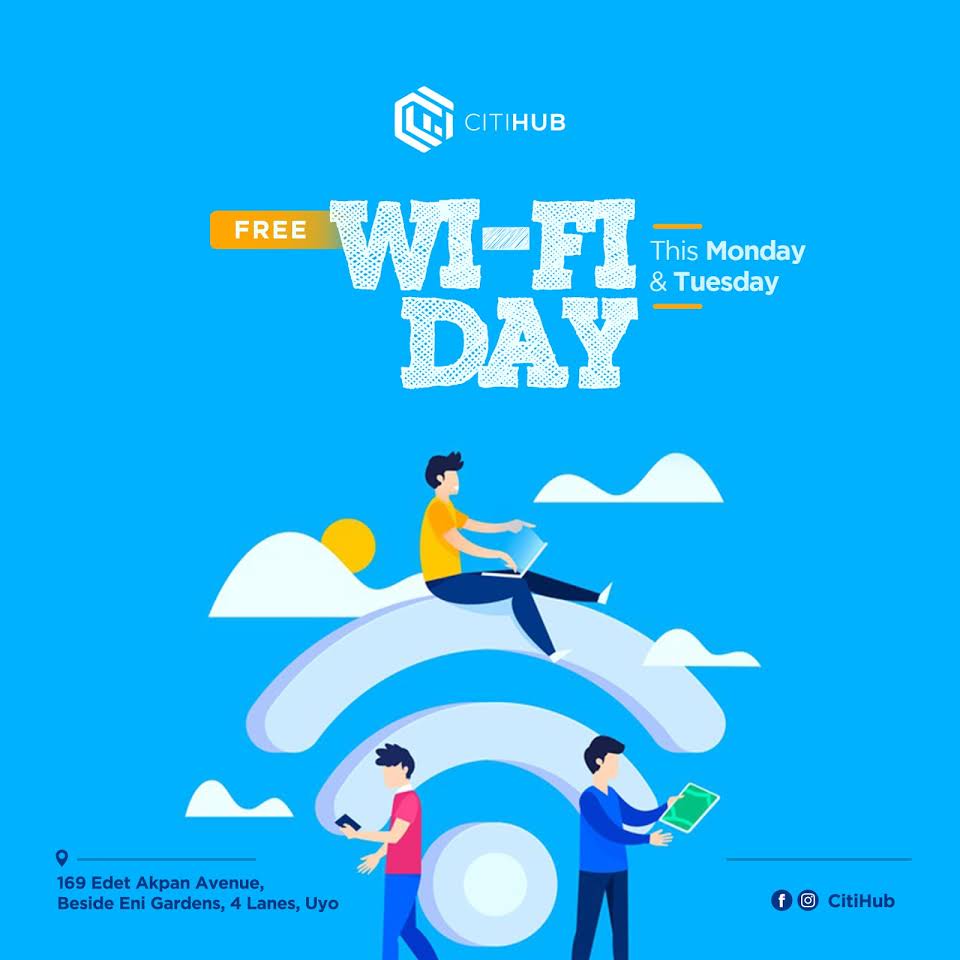 CITIHUB
FREE
WI-FI
DAY
This Monday
& Tuesday
169 Edet Akpan Avenue,
Beside Eni Gardens, 4 Lanes, Uyo
CitiHub